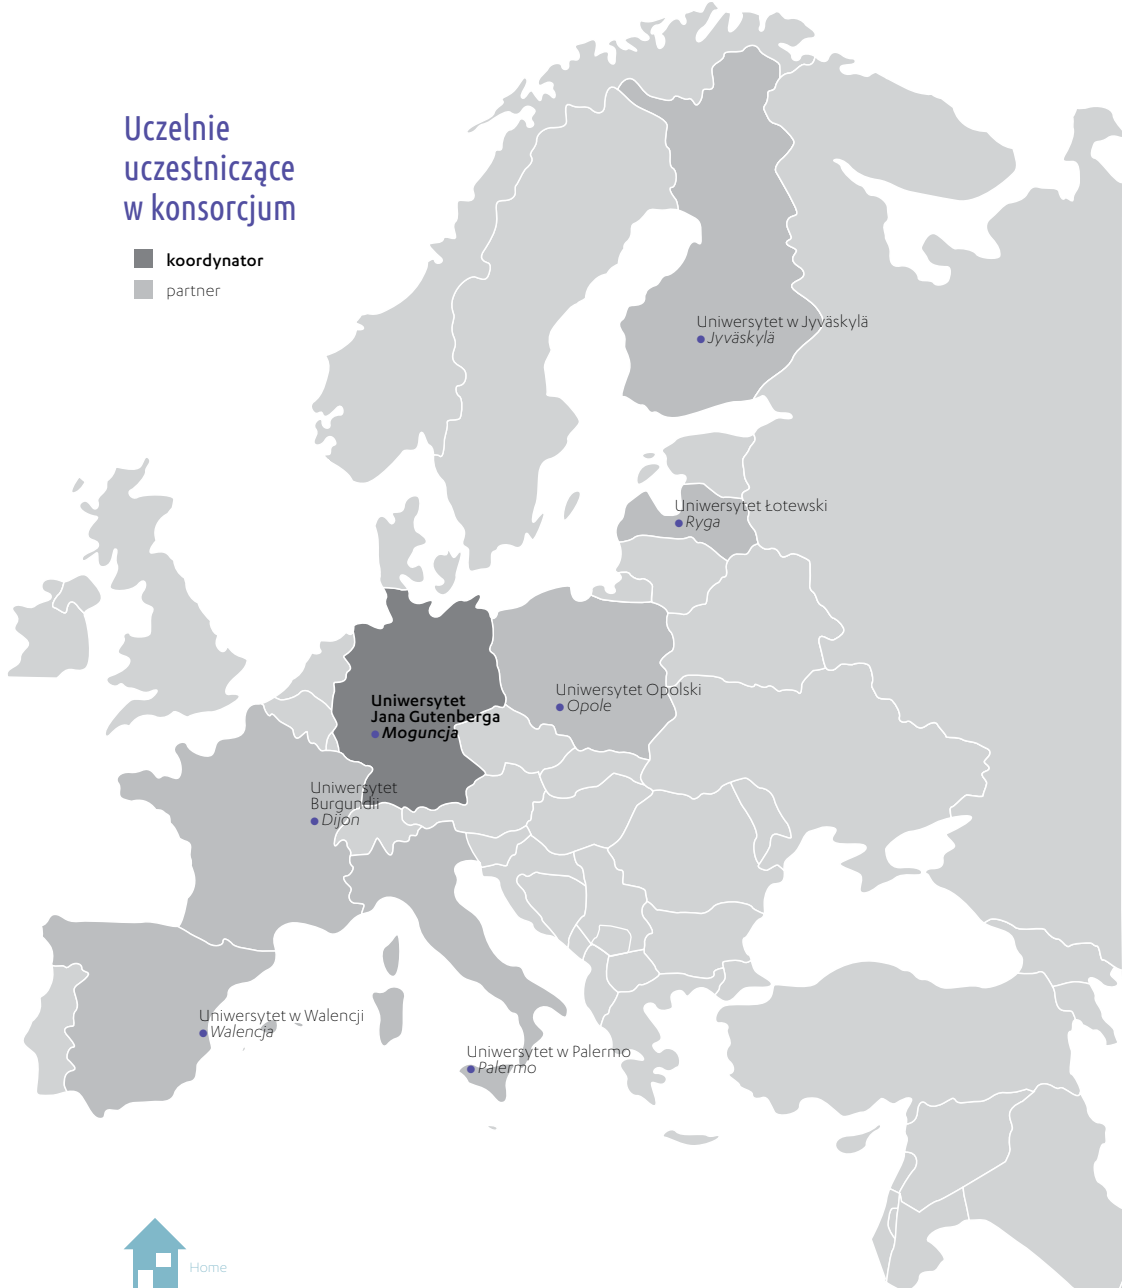 Uczelnie
uczestniczące
w konsorcjum
koordynator
partner
Uniwersytet w Jyväskylä
Jyväskylä
Uniwersytet Łotewski
Ryga
Uniwersytet Opolski
Opole
Uniwersytet
Jana Gutenberga
Moguncja
Uniwersytet
Burgundii
Dijon
Uniwersytet w Walencji
Walencja
Uniwersytet w Palermo
Palermo
Home